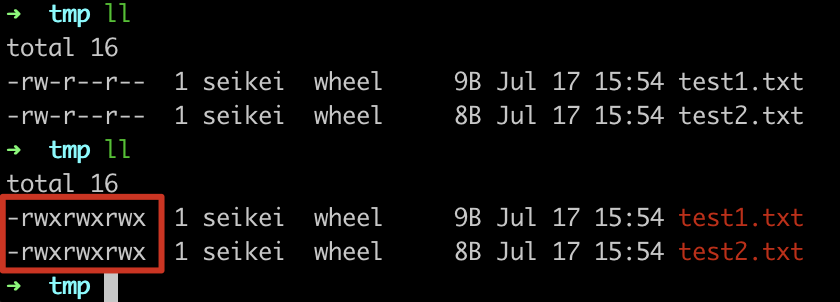 ➜ tmp ll
total 16
-rw-r--r-- 1 seikei wheel 9B Jul 17 15:54 test1.txt
-rw-r--r-- 1 seikei wheel 8B Jul 17 15:54 test2.txt
➜ tmp ll
total 16
-rwxrwxrwx 1 seikei wheel 9B Jul 17 15:54 test1.txt
-rwxrwxrwx 1 seikei wheel 8B Jul 17 15:54 test2.txt
➜ tmp